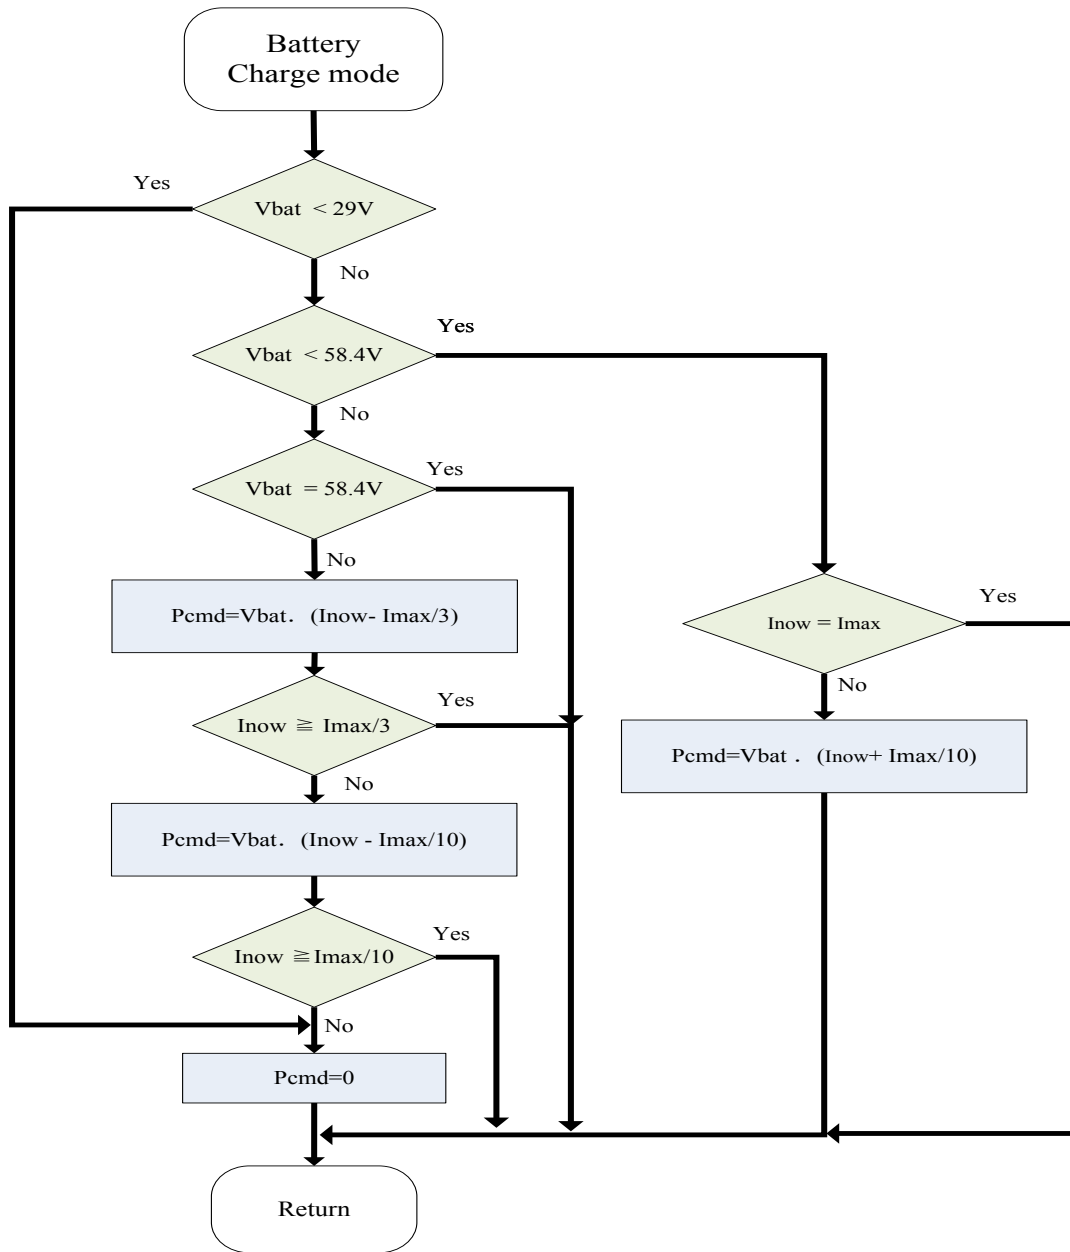 Battery
Charge mode
Yes
Vbat < 29V
No
Yes
Vbat < 58.4V
No
Yes
Vbat = 58.4V
No
Pcmd=Vbat. (Inow- Imax/3)
Yes
Inow = Imax
No
Yes
Inow ≧ Imax/3
Pcmd=Vbat . (Inow+ Imax/10)
No
Pcmd=Vbat. (Inow - Imax/10)
Yes
Inow ≧Imax/10
No
Pcmd=0
Return